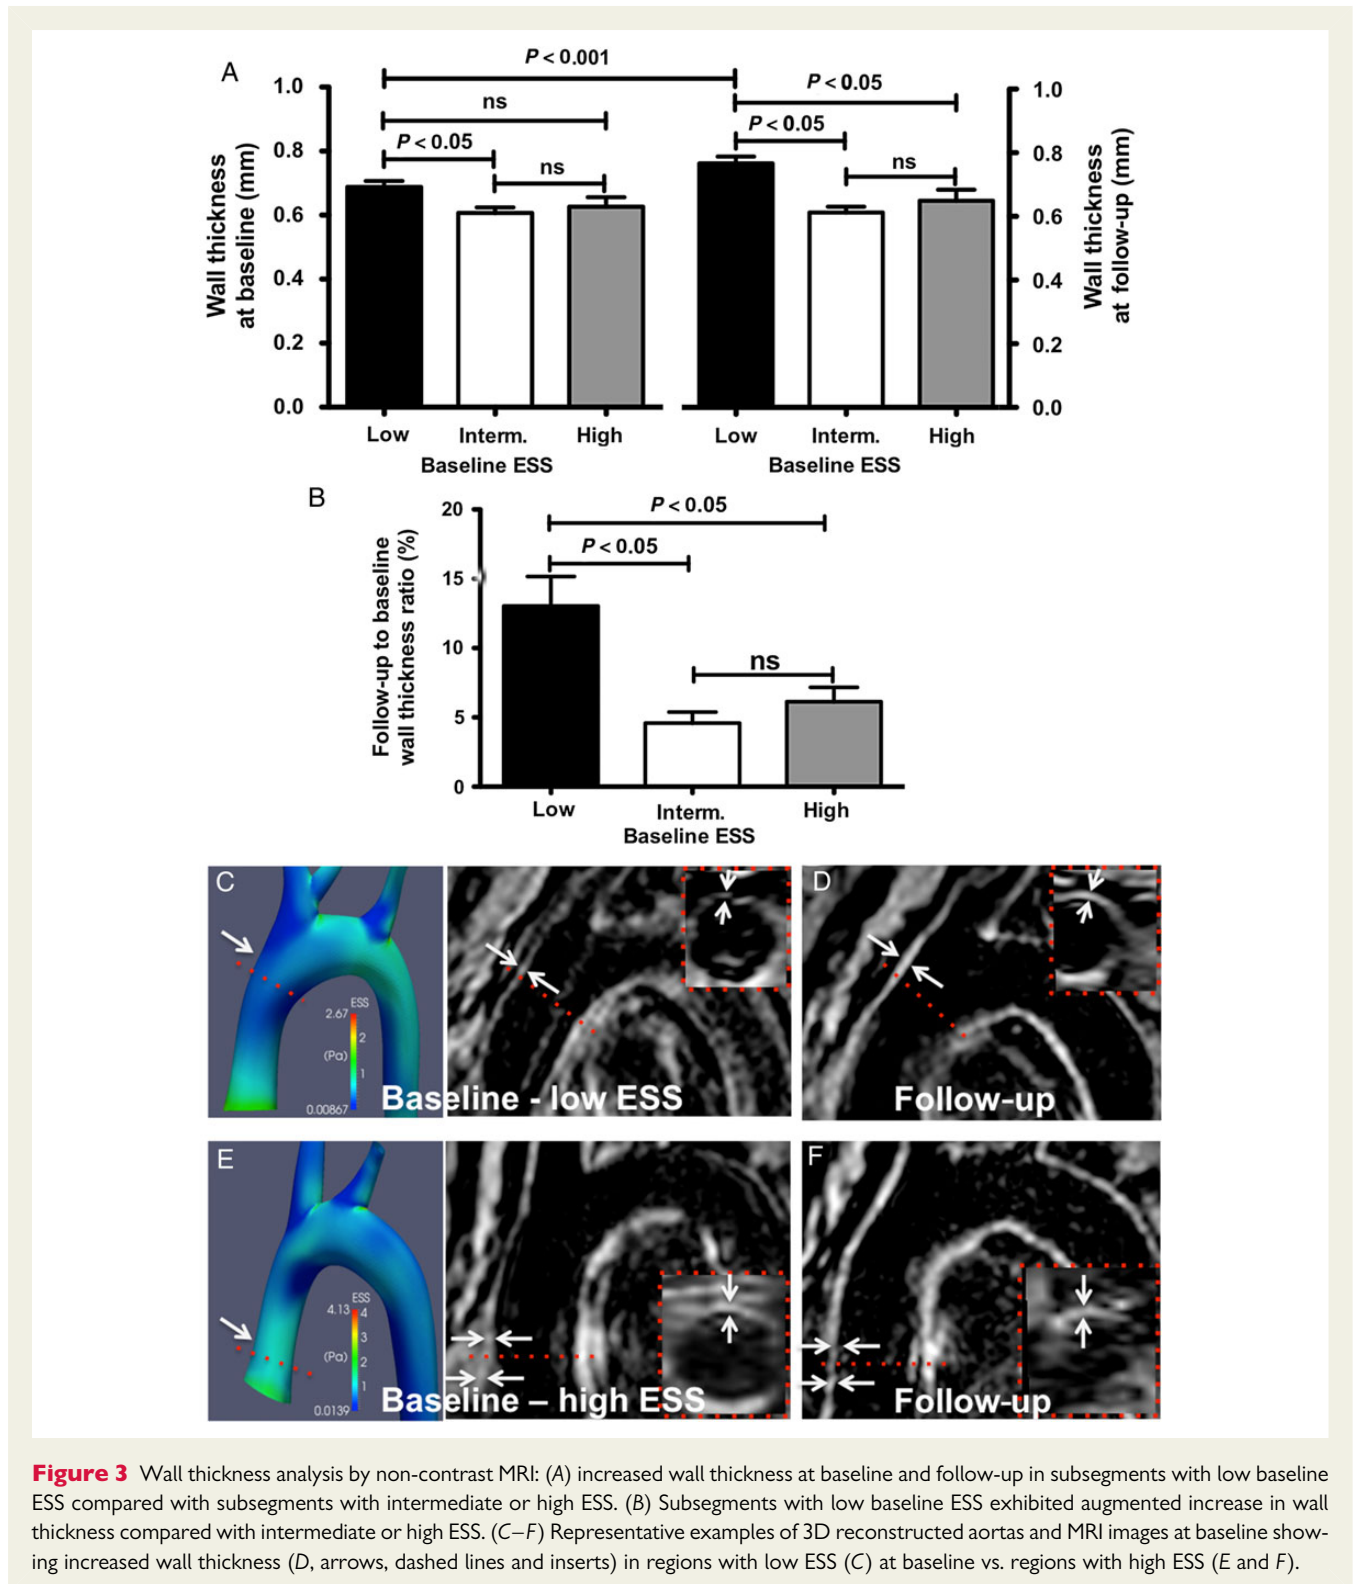 A
P < 0.001
P < 0.05
ns
P < 0.05
P < 0.05
ns
ns
1.0
0.8
0.6
0.4
0.2
0.0
Wall thickness
at baseline (mm)
1.0
0.8
0.6
0.4
0.2
0.0
Wall thickness
at follow-up (mm)
Low Interm. High
Baseline ESS
Low Interm. High
Baseline ESS
B
P < 0.05
P < 0.05
ns
20
15
10
5
0
Follow-up to baseline
wall thickness ratio (%)
Low Interm. High
Baseline ESS
C
ESS
2.67
2
(Pa)
1
0.00867
Baseline - low ESS
D
Follow-up
E
ESS
4.13 4
3
(Pa)
2
1
0.0139
Baseline – high ESS
F
Follow-up
Figure 3 Wall thickness analysis by non-contrast MRI: (A) increased wall thickness at baseline and follow-up in subsegments with low baseline
ESS compared with subsegments with intermediate or high ESS. (B) Subsegments with low baseline ESS exhibited augmented increase in wall
thickness compared with intermediate or high ESS. (C–F) Representative examples of 3D reconstructed aortas and MRI images at baseline show-
ing increased wall thickness (D, arrows, dashed lines and inserts) in regions with low ESS (C) at baseline vs. regions with high ESS (E and F).